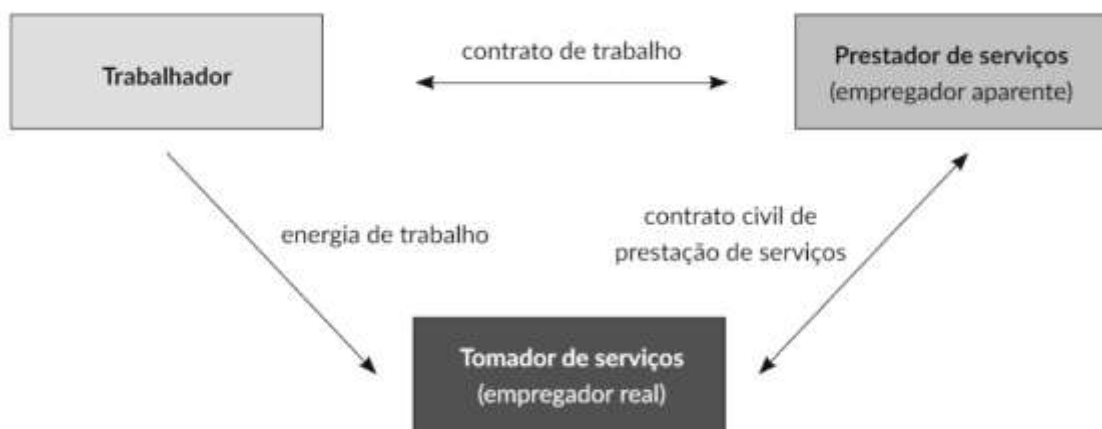 Trabalhador
contrato de trabalho
Prestador de serviços
(empregador aparente)
energia de trabalho
contrato civil de
prestação de serviços
Tomador de serviços
(empregador real)